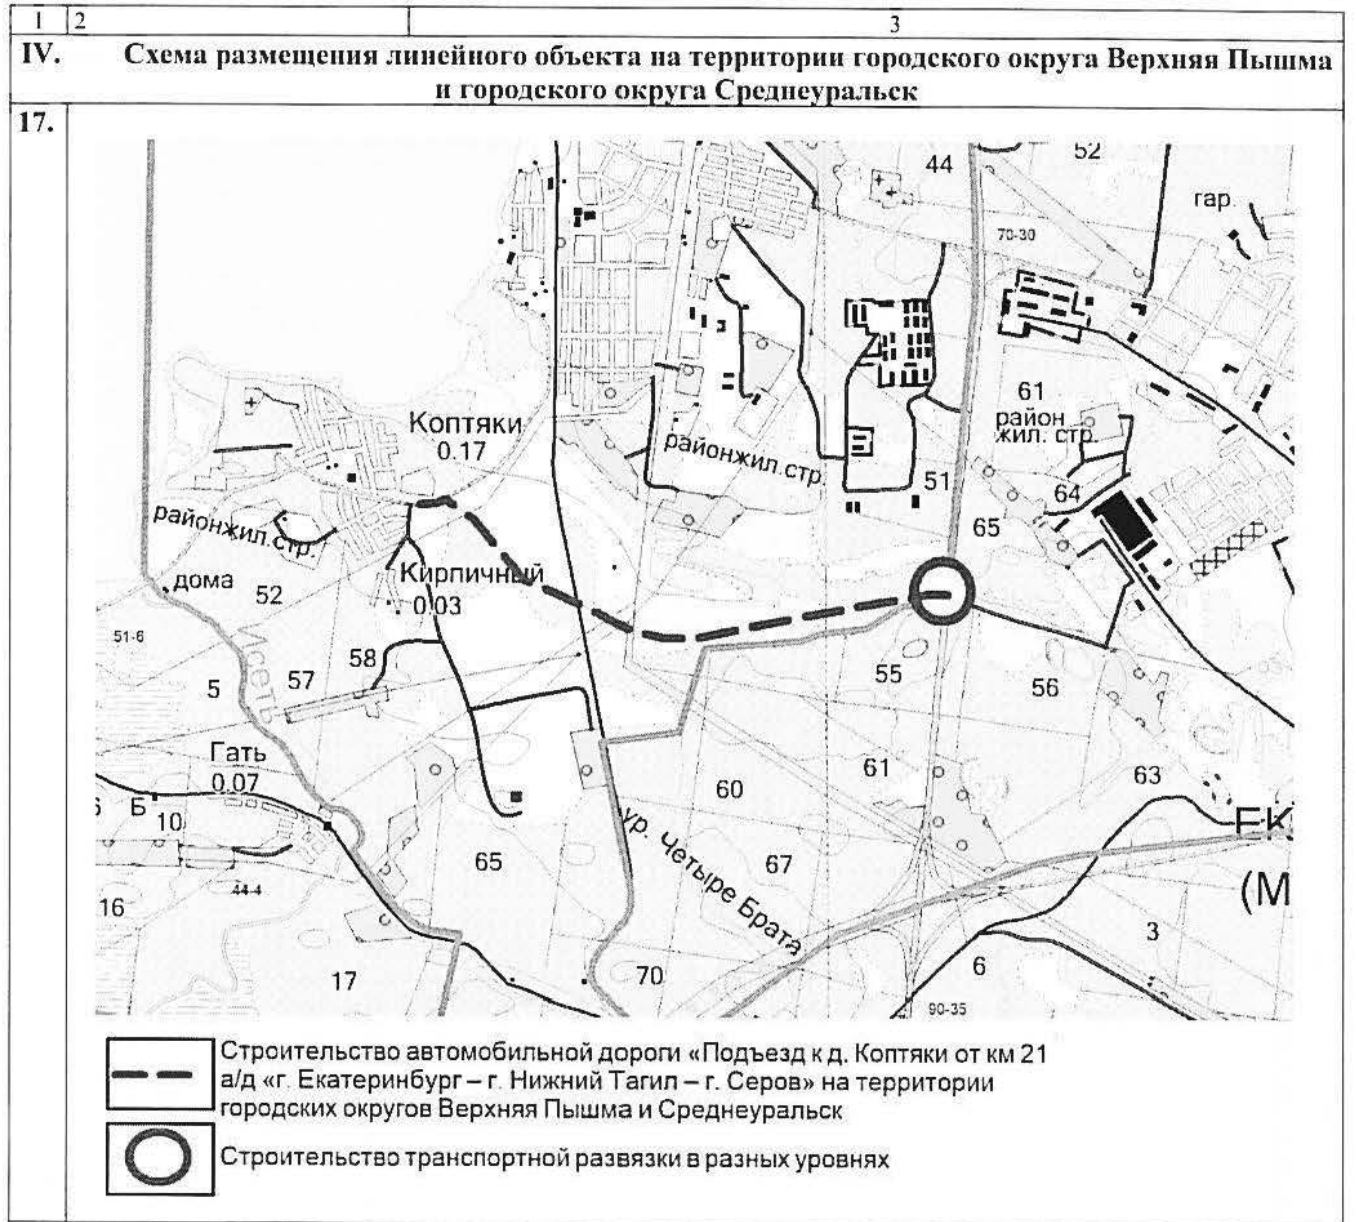 1 2 3
IV. Схема размещения линейного объекта на территории городского округа Верхняя Пышма
и городского округа Среднеуральск
17.
44
52
гар.
70-30
61
район
жил. стр.
Коптяки
0.17
районжил.стр.
51
64
65
районжил.стр.
дома
52
Кирпичный
0.03
51-6
58
5
57
Исеть
55
56
Гать
0.07
61
63
60
Б
10
ур. Четыре Брата
ЕК
65
67
44-4
(М
16
3
17
70
6
90-35
Строительство автомобильной дороги «Подъезд к д. Коптяки от км 21
а/д «г. Екатеринбург – г. Нижний Тагил – г. Серов» на территории
городских округов Верхняя Пышма и Среднеуральск
Строительство транспортной развязки в разных уровнях